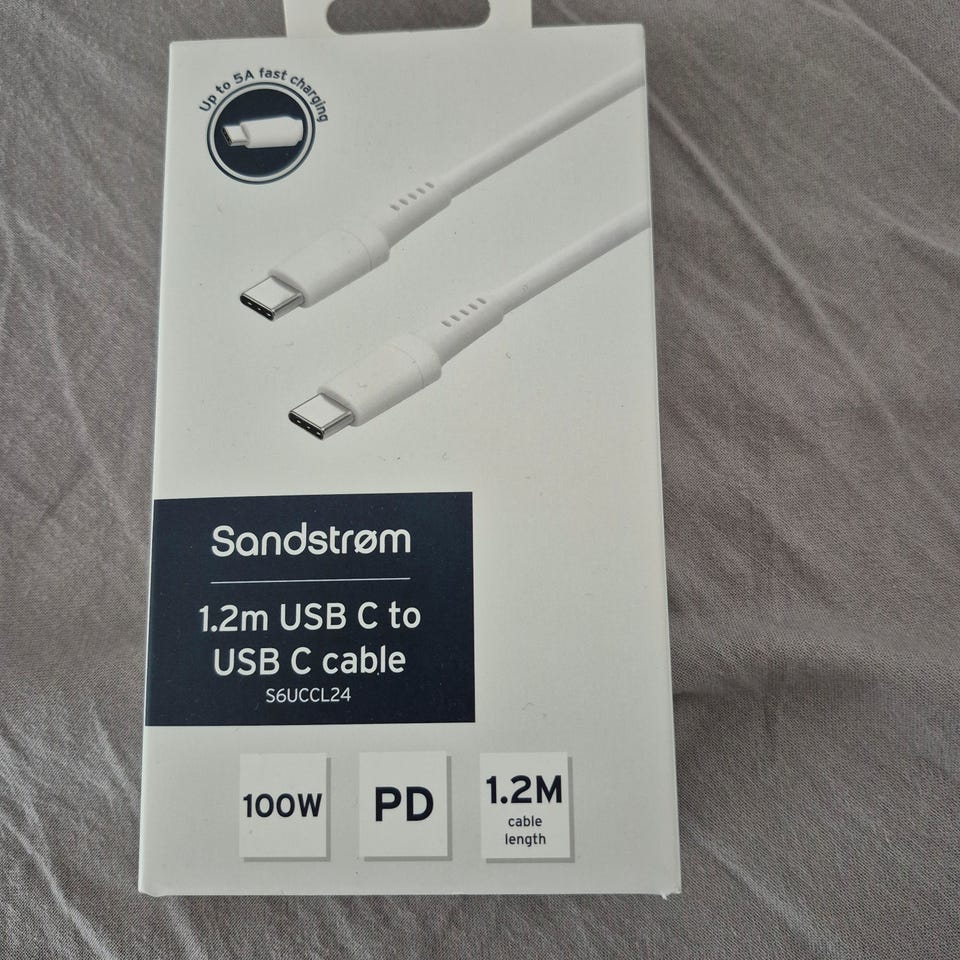 Up to 5A fast charging
Sandstrøm
1.2m USB C to
USB C cable
S6UCCL24
100W
PD
1.2M
cable
length